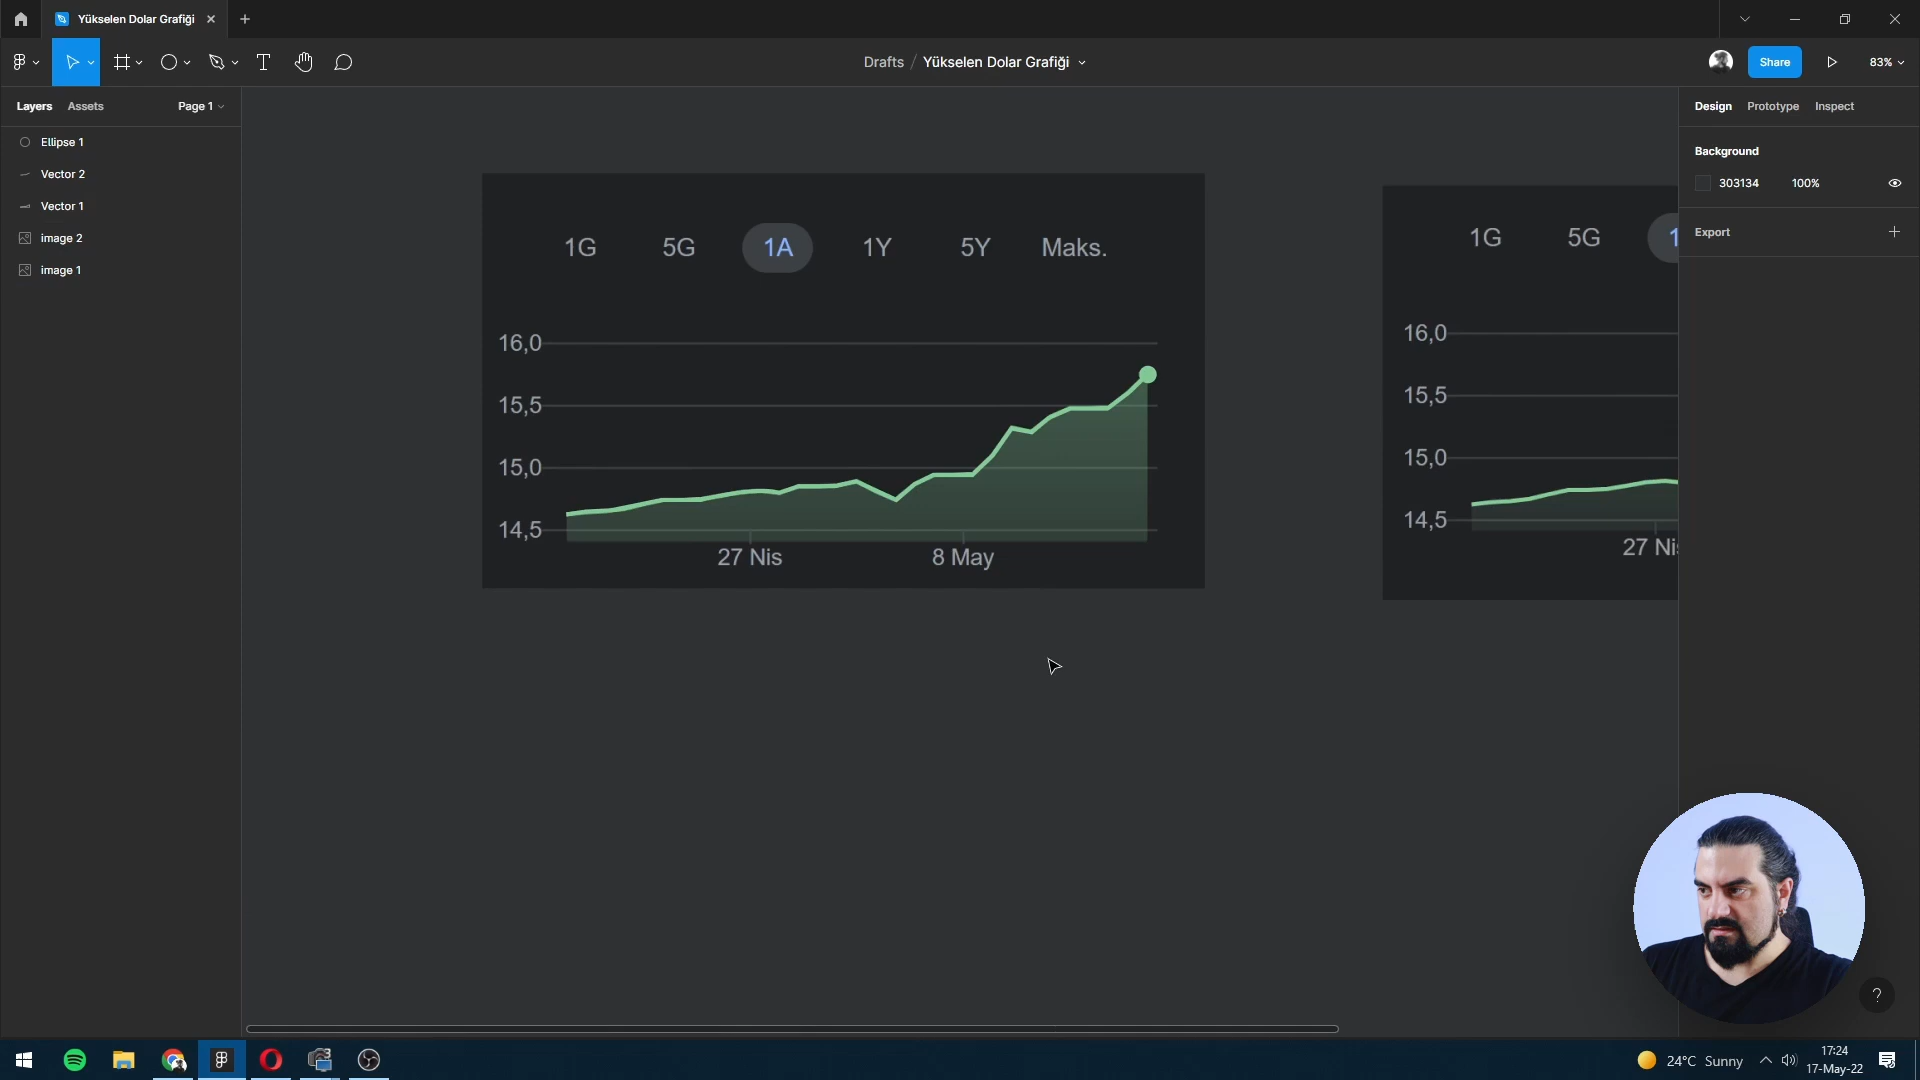 Yükselen Dolar Grafiği
Drafts / Yükselen Dolar Grafiği
Share
83%
Layers
Assets
Page 1
Ellipse 1
Vector 2
Vector 1
image 2
image 1
1G
5G
1A
1Y
5Y
Maks.
16,0
15,5
15,0
14,5
27 Nis
8 May
1G
5G
16,0
15,5
15,0
14,5
Design
Prototype
Inspect
Background
303134
100%
Export
?
24°C Sunny
17:24
17-May-22